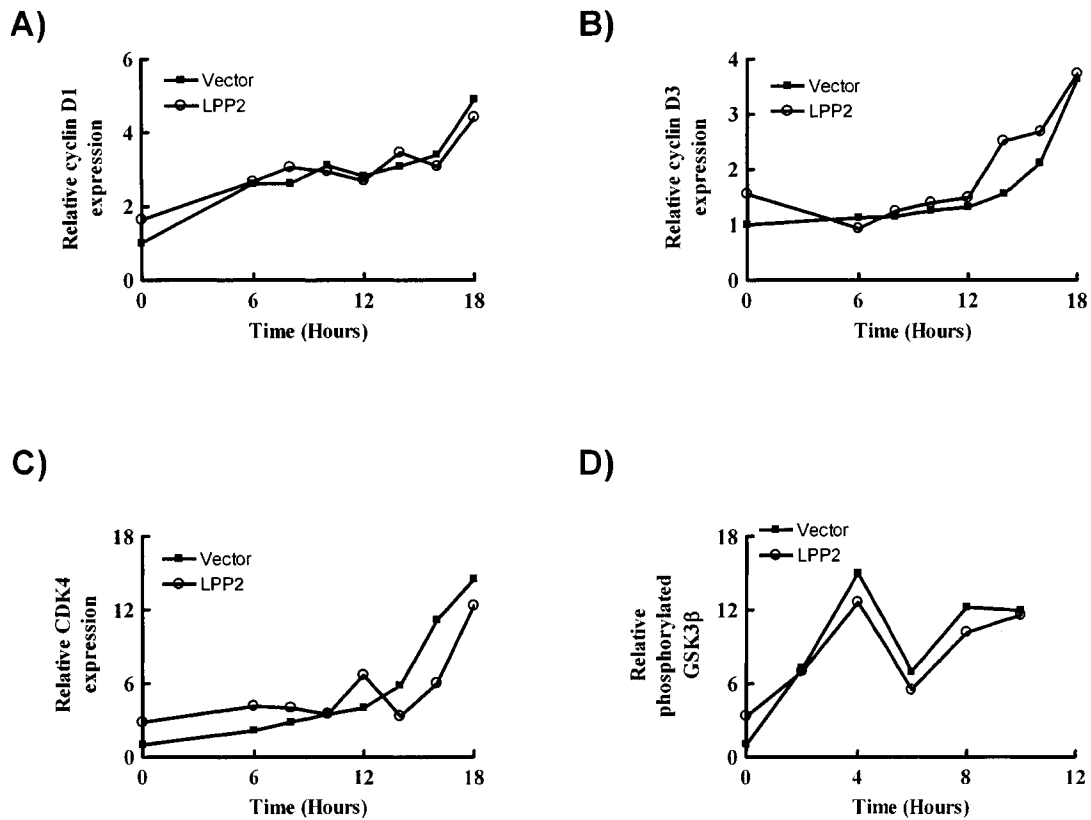 A)
6
4
2
0
Relative cyclin D1
expression
Vector
LPP2
0 6 12 18
Time (Hours)
B)
4
3
2
1
0
Relative cyclin D3
expression
Vector
LPP2
0 6 12 18
Time (Hours)
C)
18
12
6
0
Relative CDK4
expression
Vector
LPP2
0 6 12 18
Time (Hours)
D)
18
12
6
0
Relative
phosphorylated
GSK3β
Vector
LPP2
0 4 8 12
Time (Hours)